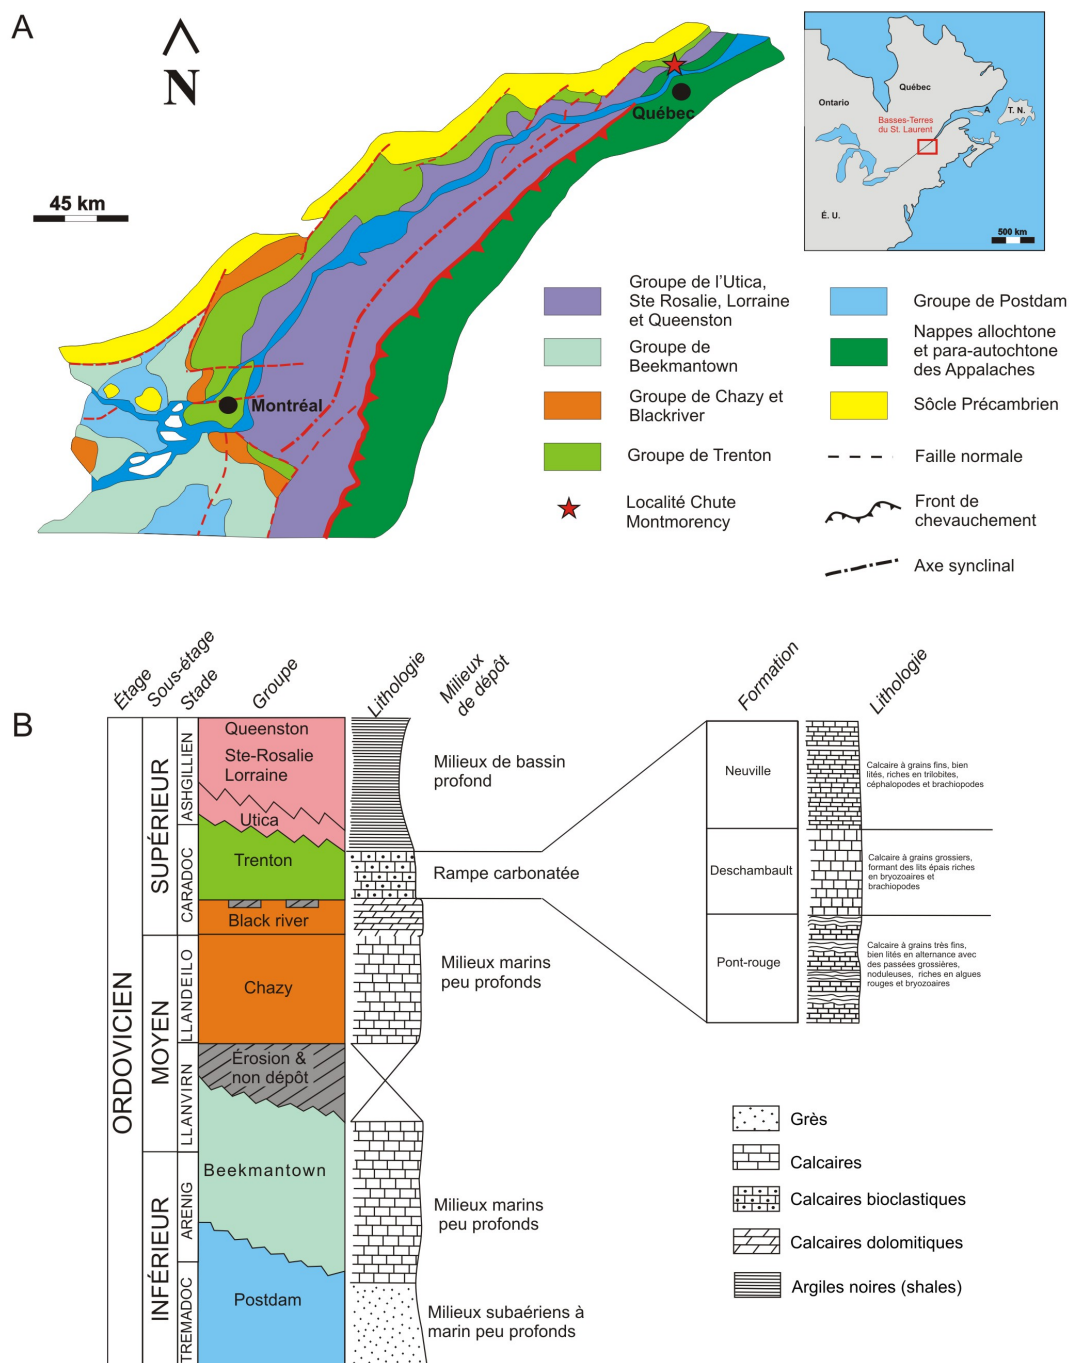 A
N
45 km
Québec
Montréal
Ontario
Québec
Basses-Terres
du St. Laurent
A
T. N.
É. U.
500 km
Groupe de l'Utica,
Ste Rosalie, Lorraine
et Queenston
Groupe de
Beekmantown
Groupe de Chazy et
Blackriver
Groupe de Trenton
Localité Chute
Montmorency
Groupe de Postdam
Nappes allochtone
et para-autochtone
des Appalaches
Sôcle Précambrien
Faille normale
Front de
chevauchement
Axe synclinal
B
Étage
Sous-étage
Stade
Groupe
Lithologie
Milieux
de dépôt
Formation
Lithologie
ORDOVICIEN
SUPÉRIEUR
MOYEN
INFÉRIEUR
ASHGILLIEN
CARADOC
LLANDEILO
LLANVIRN
ARENIG
TREMADOC
Queenston
Ste-Rosalie
Lorraine
Utica
Trenton
Black river
Chazy
Érosion &
non dépôt
Beekmantown
Postdam
Milieu de bassin
profond
Rampe carbonatée
Milieux marins
peu profonds
Milieux marins
peu profonds
Milieux subaériens à
marin peu profonds
Neuville
Calcaire à grains fins, bien
lités, riches en trilobites,
céphalopodes et brachiopodes
Deschambault
Calcaire à grains grossiers,
formant des lits épais riches
en bryozoaires et
brachiopodes
Pont-rouge
Calcaire à grains très fins,
bien lités en alternance avec
des passées grossières,
noduleuses, riches en algues
rouges et bryozoaires
Grès
Calcaires
Calcaires bioclastiques
Calcaires dolomitiques
Argiles noires (shales)